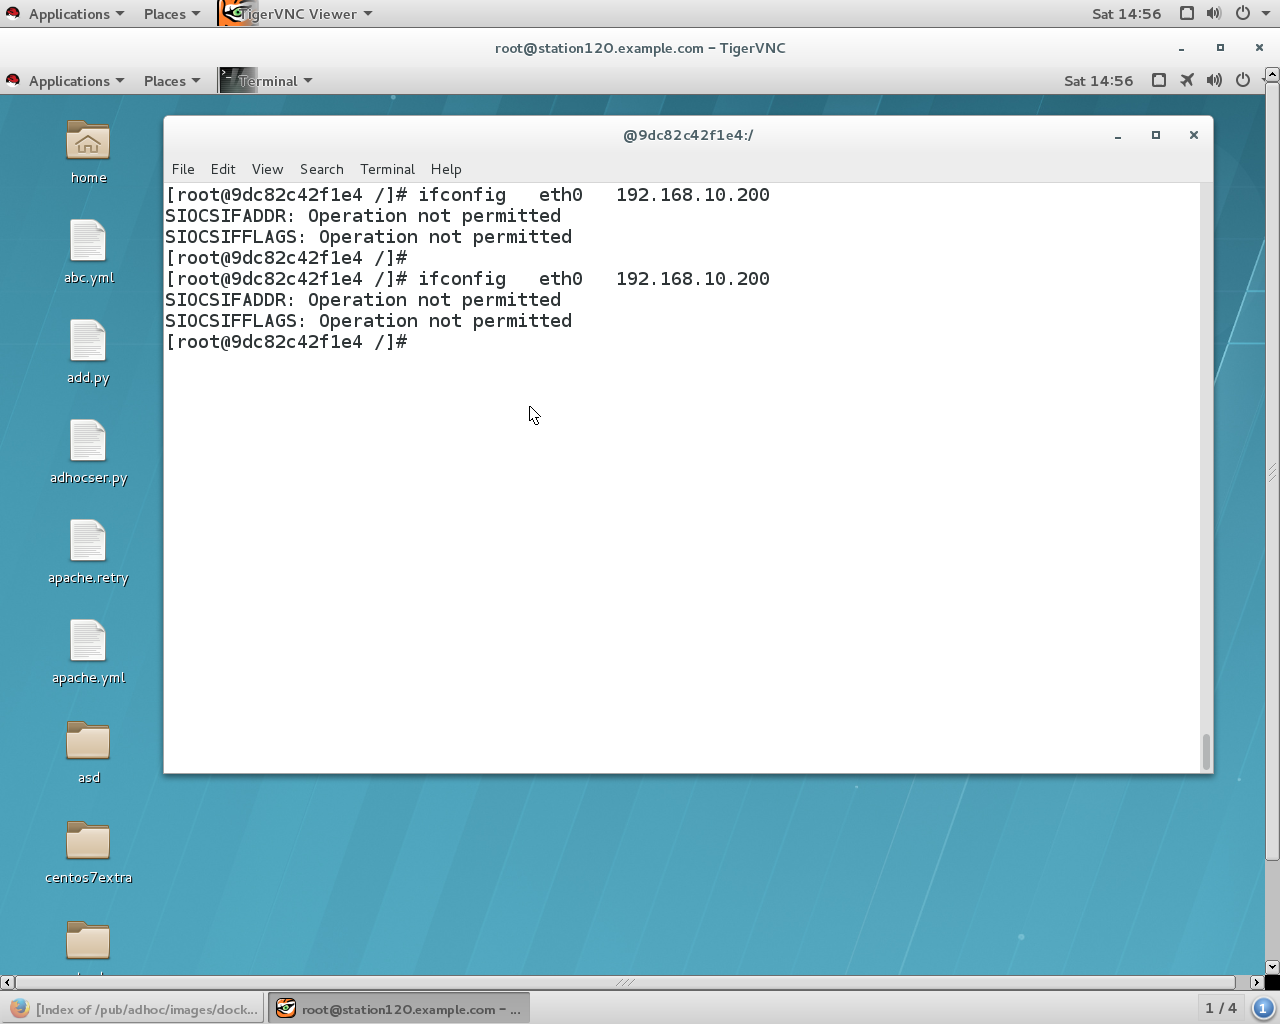 Applications Places TigerVNC Viewer Sat 14:56
root@station120.example.com - TigerVNC
Applications Places Terminal Sat 14:56
home
abc.yml
add.py
adhocser.py
apache.retry
apache.yml
asd
centos7extra
@9dc82c42f1e4:/
File Edit View Search Terminal Help
[root@9dc82c42f1e4 /]# ifconfig   eth0   192.168.10.200
SIOCSIFADDR: Operation not permitted
SIOCSIFFLAGS: Operation not permitted
[root@9dc82c42f1e4 /]#
[root@9dc82c42f1e4 /]# ifconfig   eth0   192.168.10.200
SIOCSIFADDR: Operation not permitted
SIOCSIFFLAGS: Operation not permitted
[root@9dc82c42f1e4 /]#
[Index of /pub/adhoc/images/dock... root@station120.example.com - ... 1 / 4 1